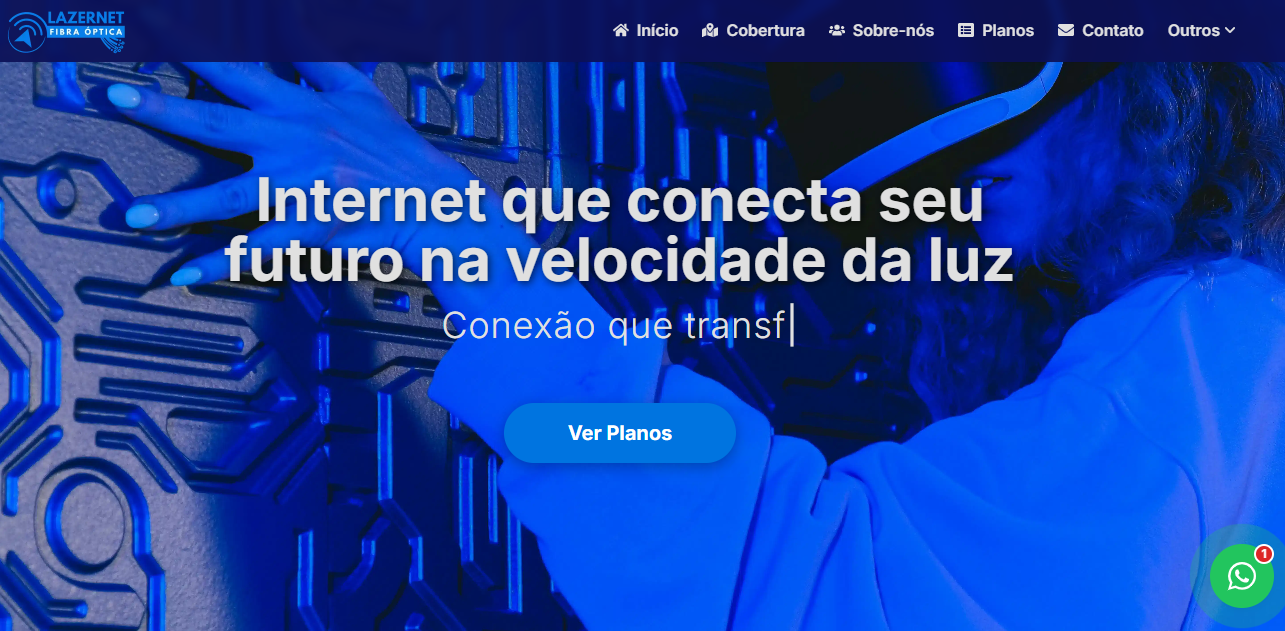 LAZERNET
FIBRA ÓPTICA
Início
Cobertura
Sobre-nós
Planos
Contato
Outros
Internet que conecta seu
futuro na velocidade da luz
Conexão que transf|
Ver Planos
1